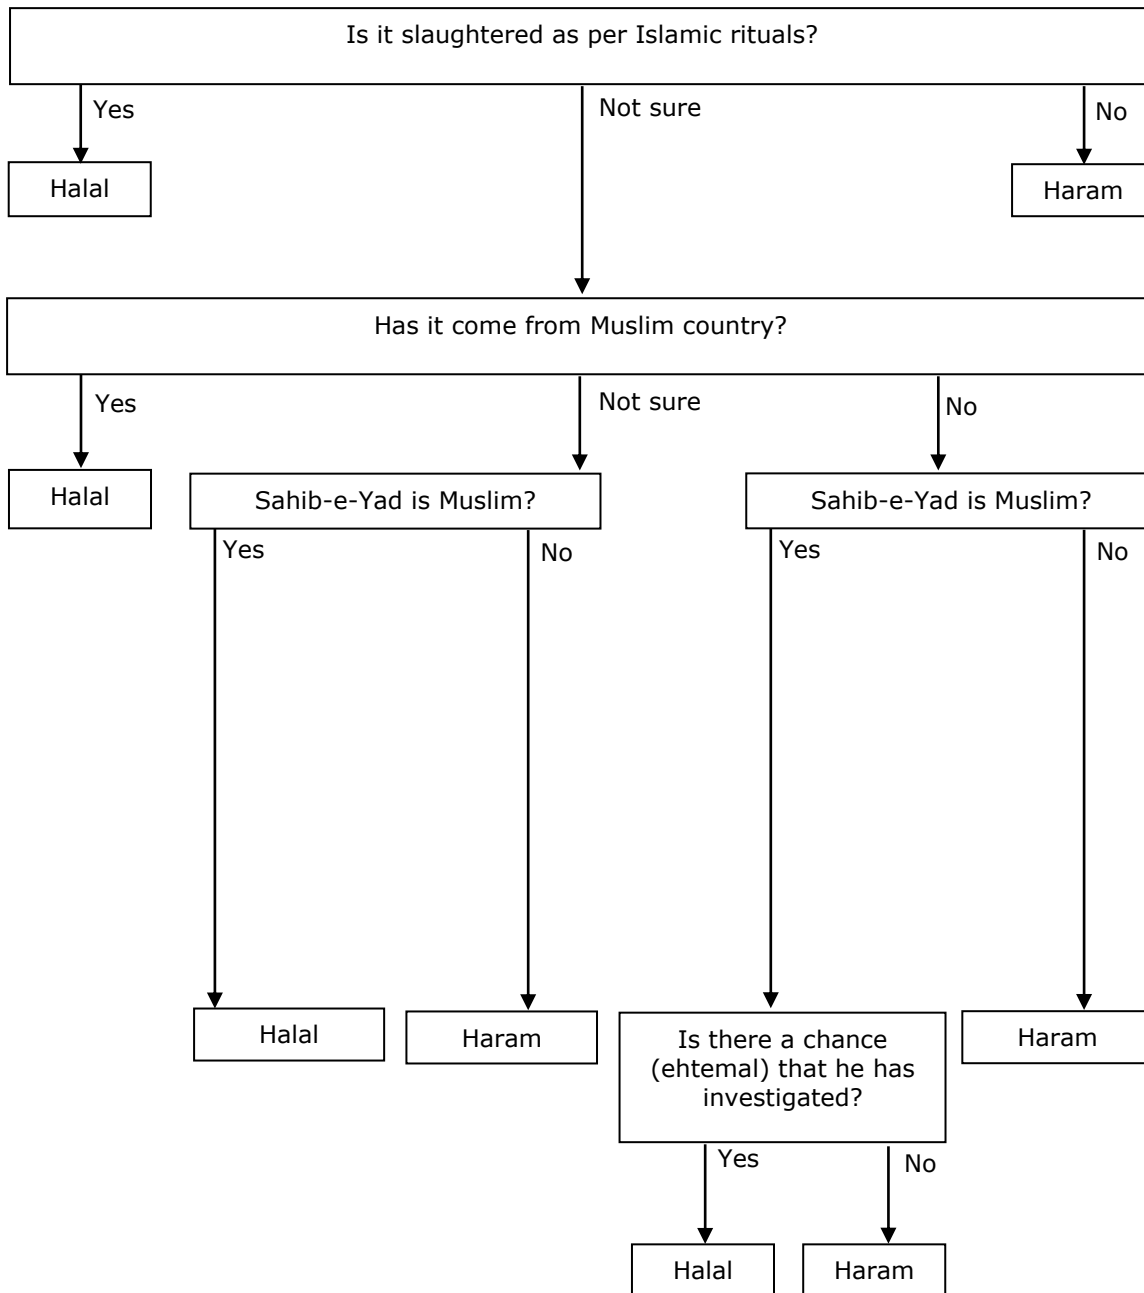 Is it slaughtered as per Islamic rituals?
Yes
Not sure
No
Halal
Haram
Has it come from Muslim country?
Yes
Not sure
No
Halal
Sahib-e-Yad is Muslim?
Sahib-e-Yad is Muslim?
Yes
No
Yes
No
Halal
Haram
Is there a chance
(ehtemal) that he has
investigated?
Haram
Yes
No
Halal
Haram